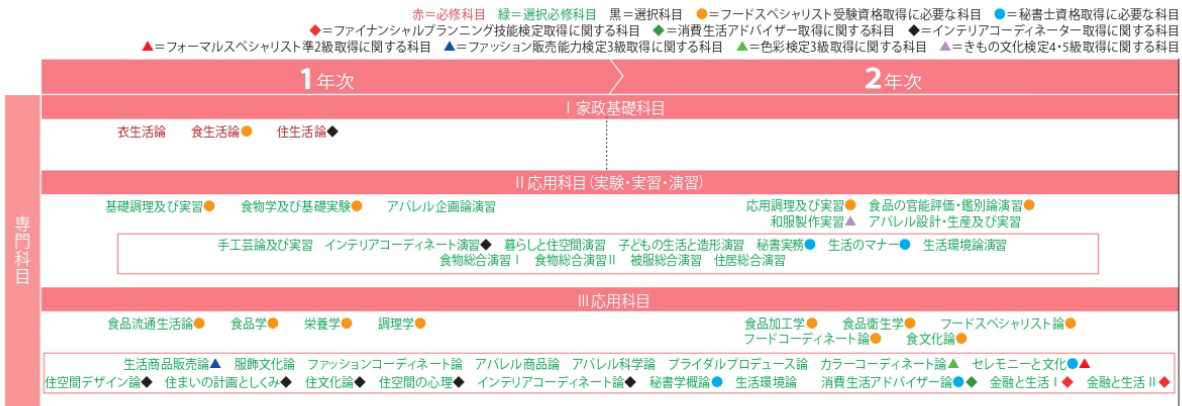 赤=必修科目 緑=選択必修科目 黒=選択科目 ●=フードスペシャリスト受験資格取得に必要な科目 ●=秘書士資格取得に必要な科目
◆=ファイナンシャルプランニング技能検定取得に関する科目 ◆=消費生活アドバイザー取得に関する科目 ◆=インテリアコーディネーター取得に関する科目
▲=フォーマルスペシャリスト準2級取得に関する科目 ▲=ファッション販売能力検定3級取得に関する科目 ▲=色彩検定3級取得に関する科目 ▲=きもの文化検定4・5級取得に関する科目
1年次 2年次
専門科目
Ⅰ家政基礎科目
衣生活論 食生活論● 住生活論◆
Ⅱ応用科目(実験・実習・演習)
基礎調理及び実習● 食物学及び基礎実験● アパレル企画論演習 応用調理及び実習● 食品の官能評価・鑑別論演習●
和服製作実習▲ アパレル設計・生産及び実習
手工芸論及び実習 インテリアコーディネート演習◆ 暮らしと住空間演習 子どもの生活と造形演習 秘書実務● 生活のマナー● 生活環境論演習
食物総合演習Ⅰ 食物総合演習Ⅱ 被服総合演習 住居総合演習
Ⅲ応用科目
食品流通生活論● 食品学● 栄養学● 調理学● 食品加工学● 食品衛生学● フードスペシャリスト論●
フードコーディネート論● 食文化論●
生活商品販売論▲ 服飾文化論 ファッションコーディネート論 アパレル商品論 アパレル科学論 ブライダルプロデュース論 カラーコーディネート論▲ セレモニーと文化●▲
住空間デザイン論◆ 住まいの計画としくみ◆ 住文化論◆ 住空間の心理◆ インテリアコーディネート論◆ 秘書学概論● 生活環境論 消費生活アドバイザー論●◆ 金融と生活Ⅰ◆ 金融と生活Ⅱ◆